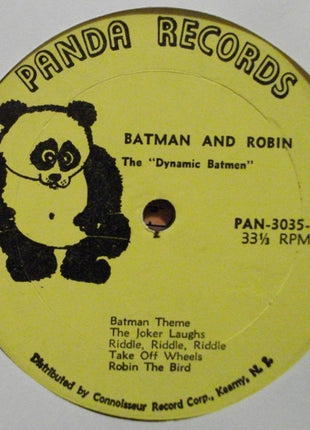 PANDA RECORDS
BATMAN AND ROBIN
The "Dynamic Batmen"
PAN-3035-
33⅓ RPM
Batman Theme
The Joker Laughs
Riddle, Riddle, Riddle
Take Off Wheels
Robin The Bird
Distributed by Connoisseur Record Corp., Kearny, N. J.